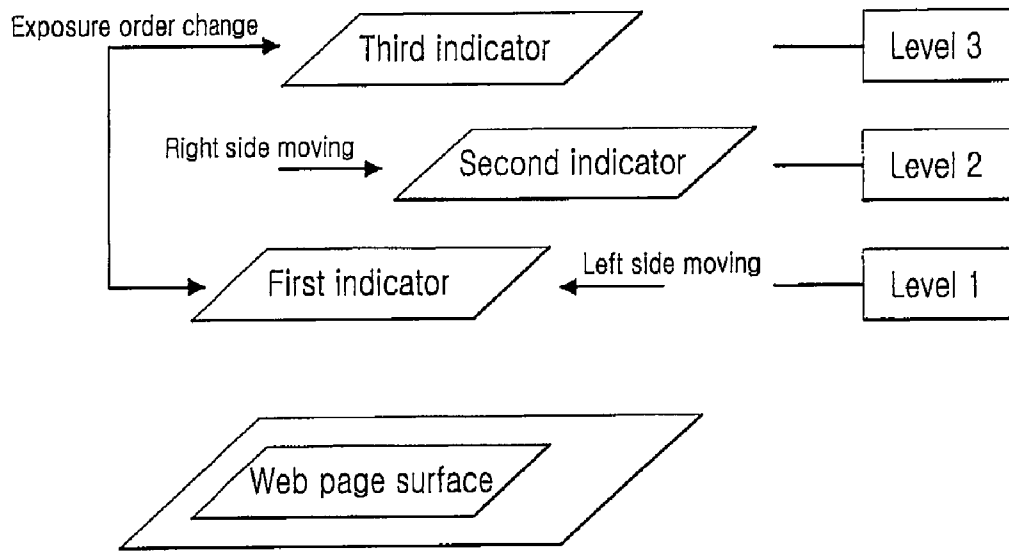 Exposure order change
Third indicator
Level 3
Right side moving
Second indicator
Level 2
First indicator
Left side moving
Level 1
Web page surface